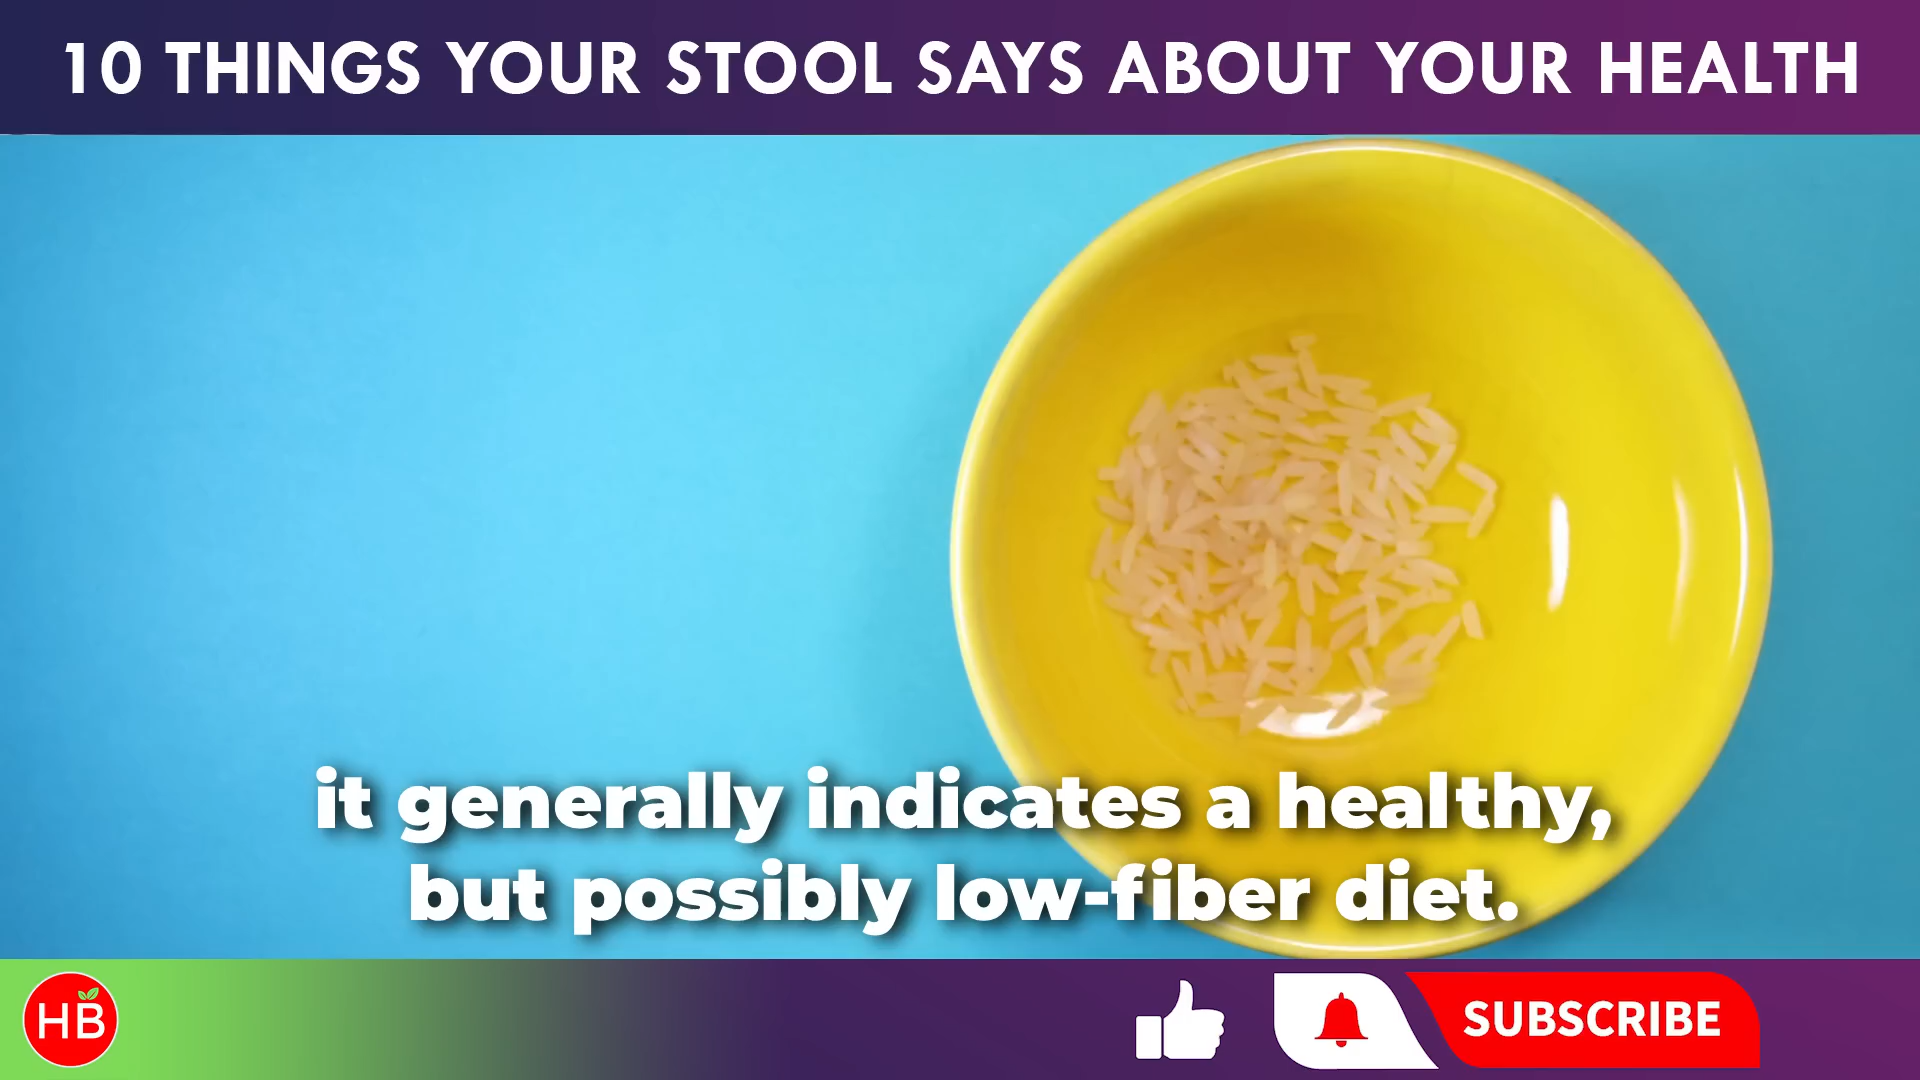 10 THINGS YOUR STOOL SAYS ABOUT YOUR HEALTH
it generally indicates a healthy,
but possibly low-fiber diet.
HB
SUBSCRIBE